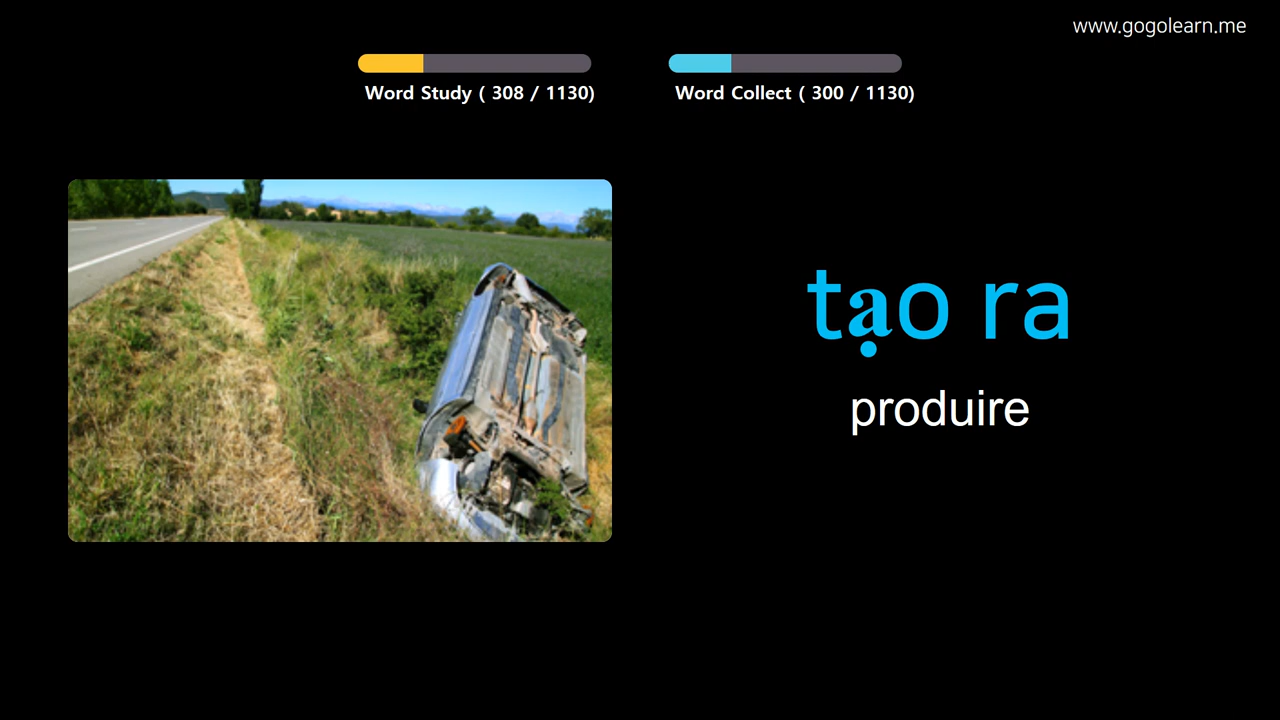 www.gogolearn.me
Word Study ( 308 / 1130)
Word Collect ( 300 / 1130)
tạo ra
produire